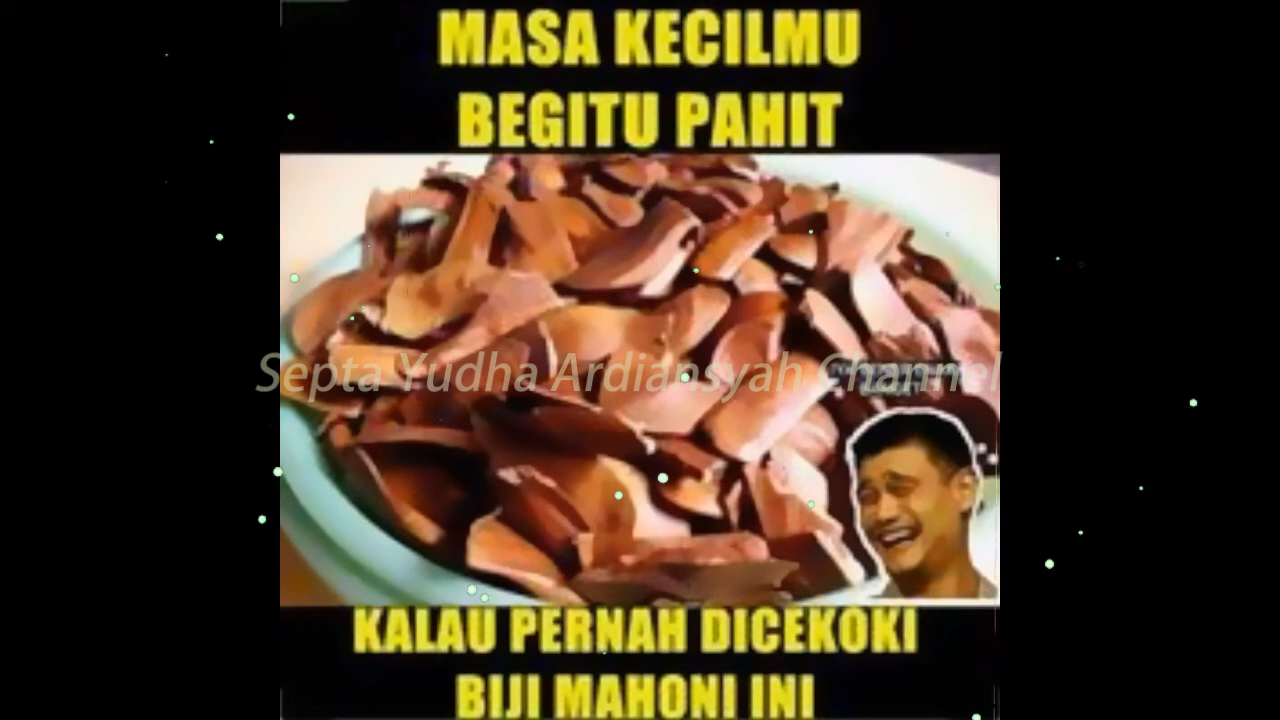 MASA KECILMU
BEGITU PAHIT
Septa Yudha Ardiansyah Channel
KALAU PERNAH DICEKOKI
BIJI MAHONI INI